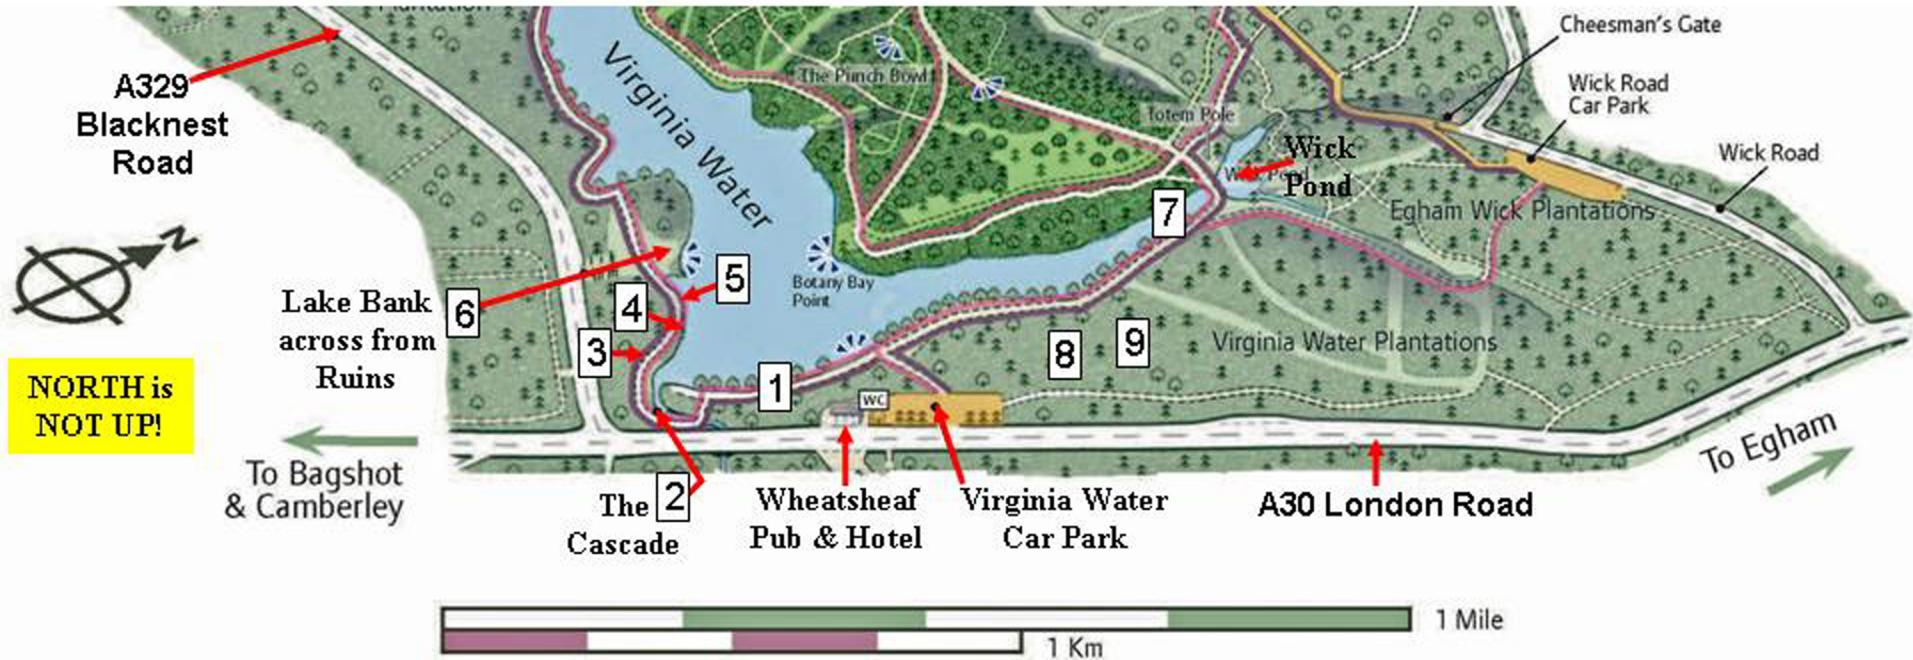 Plantation
Cheesman's Gate
A329
Blacknest
Road
Virginia Water
The Punch Bowl
Wick Road
Car Park
Totem Pole
Wick
Pond
Wick Pond
Wick Road
7
Egham Wick Plantations
N
5
Botany Bay
Point
Lake Bank
across from
Ruins
6
4
3
8
9
Virginia Water Plantations
NORTH is
NOT UP!
1
WC
To Bagshot
& Camberley
The
Cascade
2
Wheatsheaf
Pub & Hotel
Virginia Water
Car Park
A30 London Road
To Egham
1 Mile
1 Km